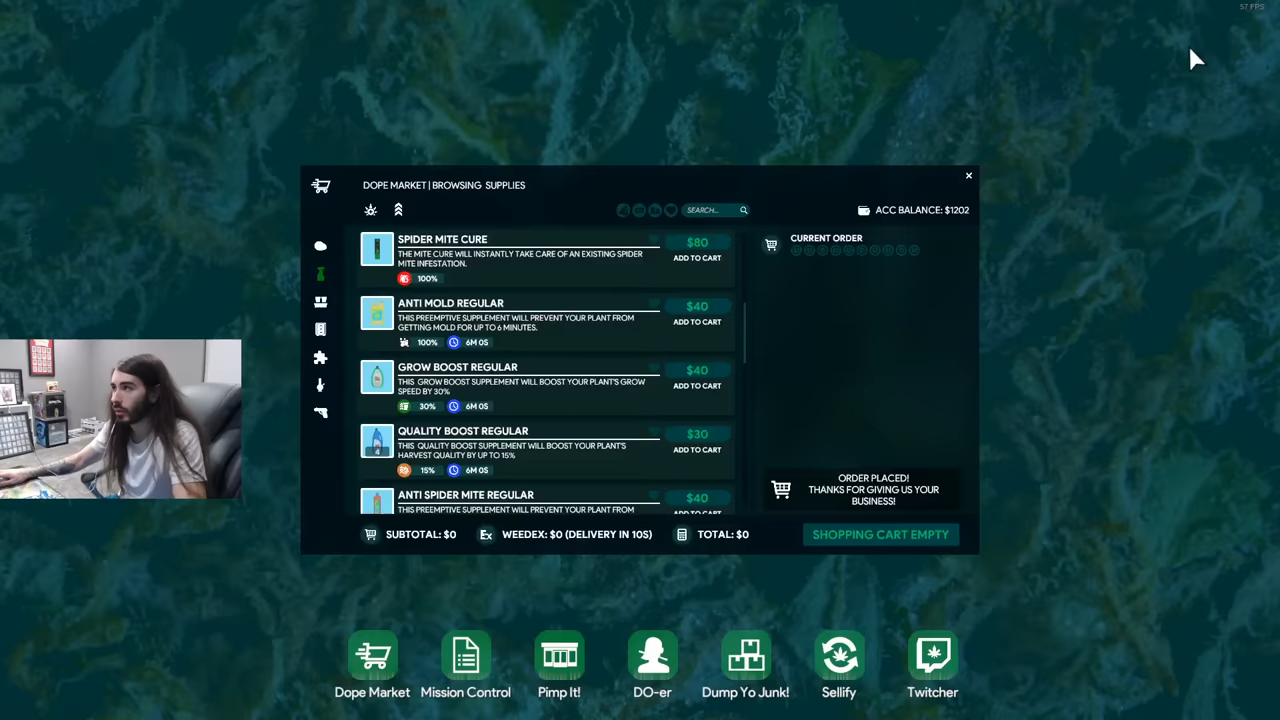 57 FPS
DOPE MARKET | BROWSING SUPPLIES
SEARCH...
ACC BALANCE: $1202
SPIDER MITE CURE
$80
THE MITE CURE WILL INSTANTLY TAKE CARE OF AN EXISTING SPIDER
MITE INFESTATION.
ADD TO CART
100%
ANTI MOLD REGULAR
$40
THIS PREEMPTIVE SUPPLEMENT WILL PREVENT YOUR PLANT FROM
GETTING MOLD FOR UP TO 6 MINUTES.
ADD TO CART
100%
6M 0S
GROW BOOST REGULAR
$40
THIS GROW BOOST SUPPLEMENT WILL BOOST YOUR PLANT'S GROW
SPEED BY 30%
ADD TO CART
30%
6M 0S
QUALITY BOOST REGULAR
$30
THIS QUALITY BOOST SUPPLEMENT WILL BOOST YOUR PLANT'S
HARVEST QUALITY BY UP TO 15%
ADD TO CART
15%
6M 0S
ANTI SPIDER MITE REGULAR
$40
THIS PREEMPTIVE SUPPLEMENT WILL PREVENT YOUR PLANT FROM
ADD TO CART
CURRENT ORDER
ORDER PLACED!
THANKS FOR GIVING US YOUR
BUSINESS!
SUBTOTAL: $0
Ex
WEEDEX: $0 (DELIVERY IN 10S)
TOTAL: $0
SHOPPING CART EMPTY
Dope Market
Mission Control
Pimp It!
DO-er
Dump Yo Junk!
Sellify
Twitcher